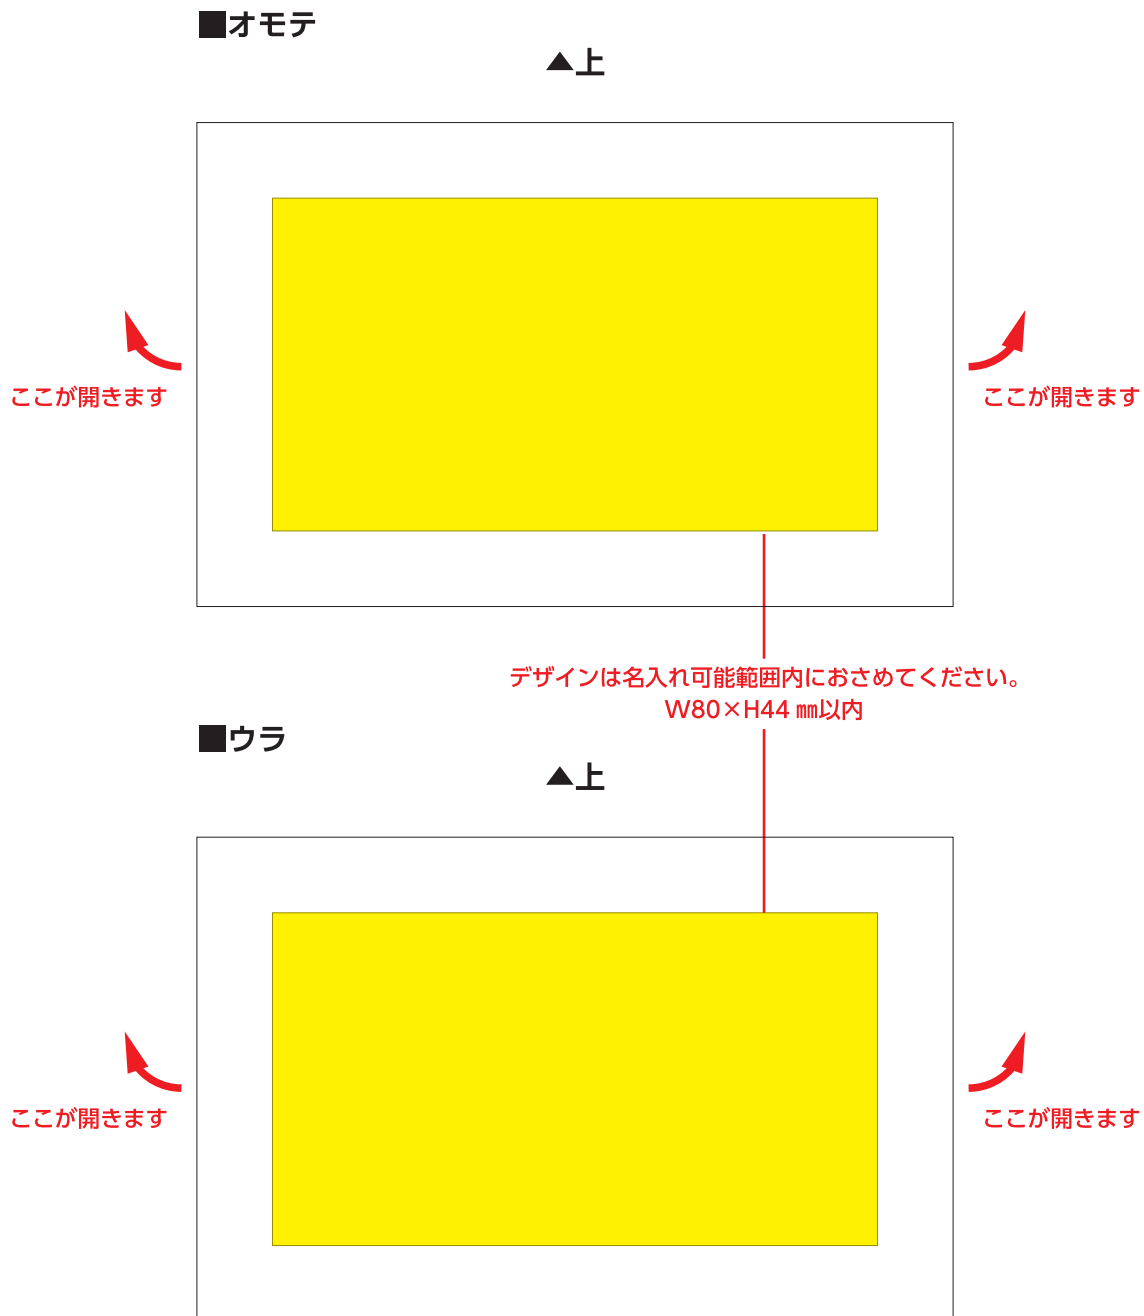 ■オモテ
▲上
ここが開きます
ここが開きます
デザインは名入れ可能範囲内におさめてください。
W80×H44 ㎜以内
■ウラ
▲上
ここが開きます
ここが開きます